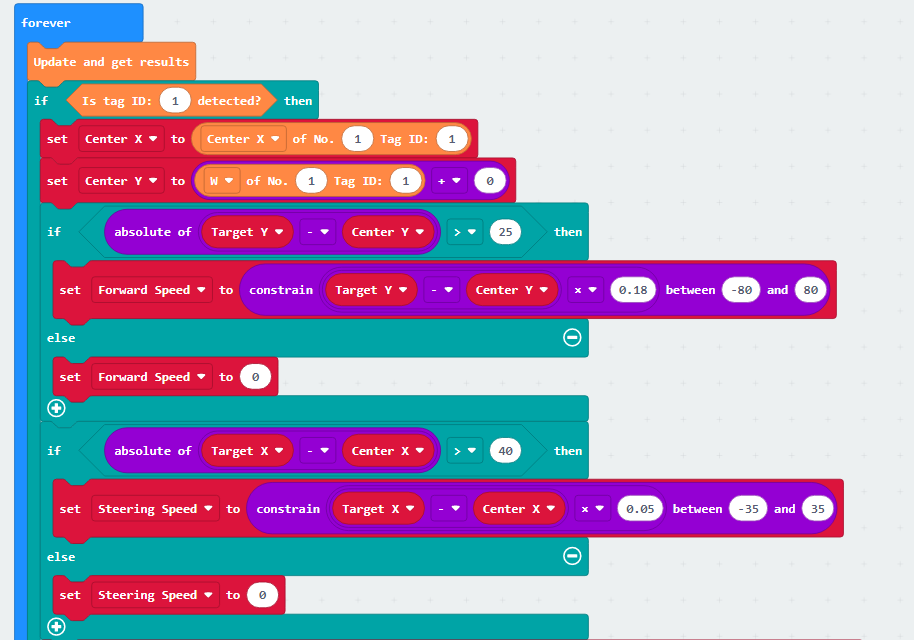 forever
Update and get results
if Is tag ID: 1 detected? then
set Center X to Center X of No. 1 Tag ID: 1
set Center Y to W of No. 1 Tag ID: 1 + 0
if absolute of Target Y - Center Y > 25 then
set Forward Speed to constrain Target Y - Center Y × 0.18 between -80 and 80
else
set Forward Speed to 0
if absolute of Target X - Center X > 40 then
set Steering Speed to constrain Target X - Center X × 0.05 between -35 and 35
else
set Steering Speed to 0